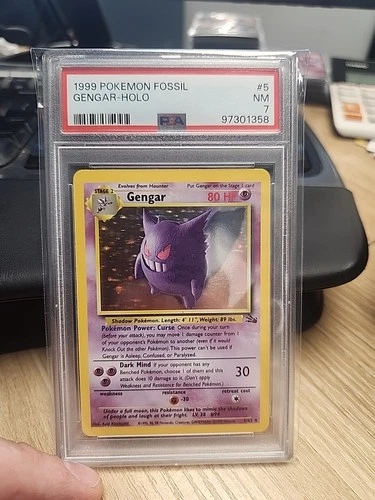 1999 POKEMON FOSSIL #5
GENGAR-HOLO NM
7
PSA 97301358
STAGE 2 Evolves from Haunter Put Gengar on the Stage 1 card
Gengar 80 HP
Shadow Pokémon. Length: 4' 11", Weight: 89 lbs.
Pokémon Power: Curse Once during your turn
(before your attack), you may move 1 damage counter from 1
of your opponent's Pokémon to another (even if it would
Knock Out the other Pokémon). This power can't be used if
Gengar is Asleep, Confused, or Paralyzed.
Dark Mind If your opponent has any
Benched Pokémon, choose 1 of them and this
attack does 10 damage to it. (Don't apply
Weakness and Resistance for Benched Pokémon.)
30
weakness resistance retreat cost
-30
Under a full moon, this Pokémon likes to mimic the shadows
of people and laugh at their fright. LV. 38 #94